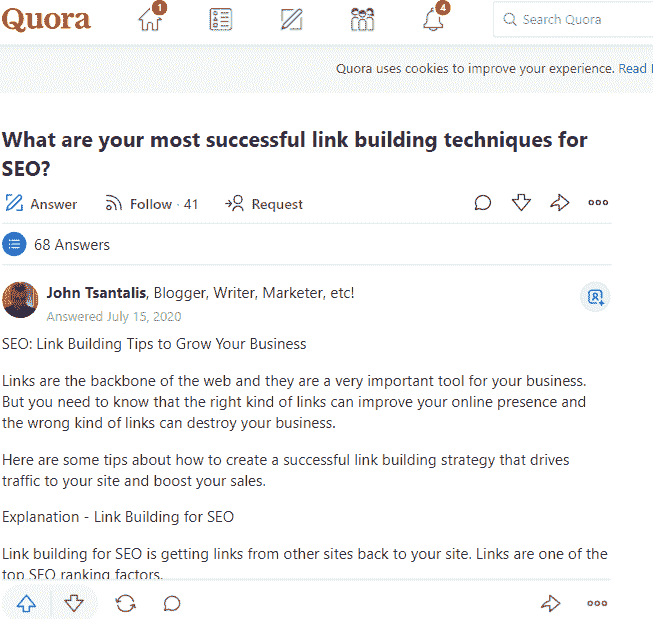 Quora
1
4
Search Quora
Quora uses cookies to improve your experience. Read
What are your most successful link building techniques for
SEO?
Answer
Follow · 41
Request
68 Answers
John Tsantalis, Blogger, Writer, Marketer, etc!
Answered July 15, 2020
SEO: Link Building Tips to Grow Your Business
Links are the backbone of the web and they are a very important tool for your business.
But you need to know that the right kind of links can improve your online presence and
the wrong kind of links can destroy your business.
Here are some tips about how to create a successful link building strategy that drives
traffic to your site and boost your sales.
Explanation - Link Building for SEO
Link building for SEO is getting links from other sites back to your site. Links are one of the
top SEO ranking factors.